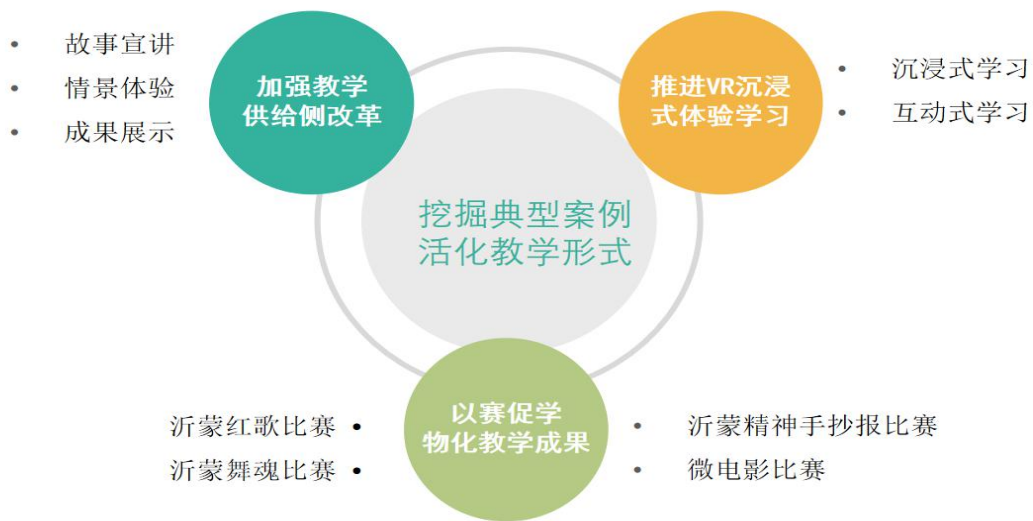 • 故事宣讲
• 情景体验
• 成果展示
加强教学
供给侧改革
推进VR沉浸
式体验学习
• 沉浸式学习
• 互动式学习
挖掘典型案例
活化教学形式
以赛促学
物化教学成果
沂蒙红歌比赛 •
沂蒙舞魂比赛 •
• 沂蒙精神手抄报比赛
• 微电影比赛